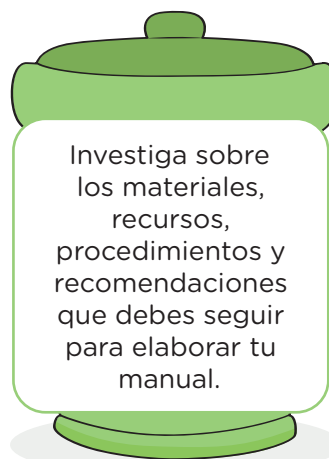 Investiga sobre
los materiales,
recursos,
procedimientos y
recomendaciones
que debes seguir
para elaborar tu
manual.